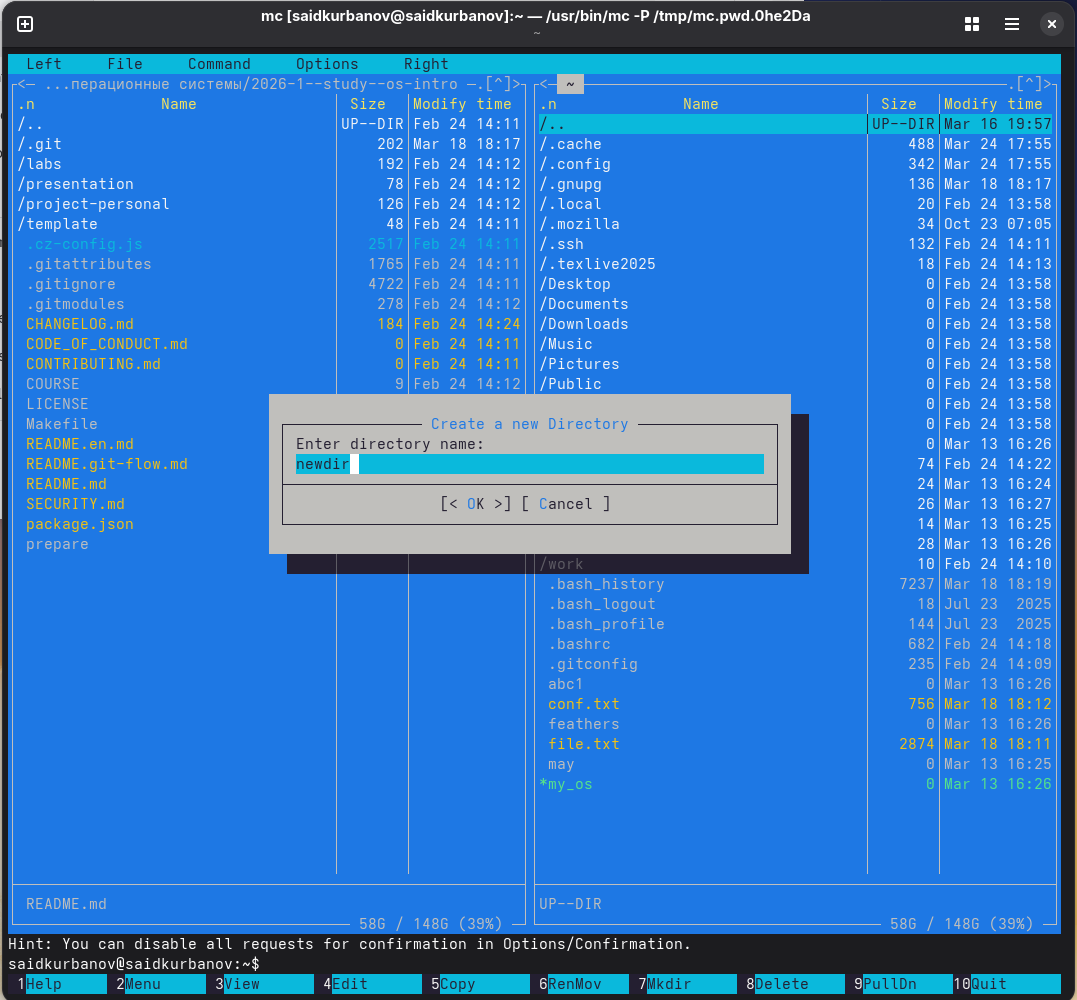 mc [saidkurbanov@saidkurbanov]:~ — /usr/bin/mc -P /tmp/mc.pwd.0he2Da
~
Left File Command Options Right
<— ...перационные системы/2026-1--study--os-intro —.[^]>
.n Name Size Modify time
/.. UP--DIR Feb 24 14:11
/.git 202 Mar 18 18:17
/labs 192 Feb 24 14:12
/presentation 78 Feb 24 14:12
/project-personal 126 Feb 24 14:12
/template 48 Feb 24 14:11
.cz-config.js 2517 Feb 24 14:11
.gitattributes 1765 Feb 24 14:11
.gitignore 4722 Feb 24 14:11
.gitmodules 278 Feb 24 14:12
CHANGELOG.md 184 Feb 24 14:24
CODE_OF_CONDUCT.md 0 Feb 24 14:11
CONTRIBUTING.md 0 Feb 24 14:11
COURSE 9 Feb 24 14:12
LICENSE
Makefile
README.en.md
README.git-flow.md
README.md
SECURITY.md
package.json
prepare
README.md
58G / 148G (39%)
<— ~ .[^]>
.n Name Size Modify time
/.. UP--DIR Mar 16 19:57
/.cache 488 Mar 24 17:55
/.config 342 Mar 24 17:55
/.gnupg 136 Mar 18 18:17
/.local 20 Feb 24 13:58
/.mozilla 34 Oct 23 07:05
/.ssh 132 Feb 24 14:11
/.texlive2025 18 Feb 24 14:13
/Desktop 0 Feb 24 13:58
/Documents 0 Feb 24 13:58
/Downloads 0 Feb 24 13:58
/Music 0 Feb 24 13:58
/Pictures 0 Feb 24 13:58
/Public 0 Feb 24 13:58
0 Feb 24 13:58
0 Feb 24 13:58
0 Mar 13 16:26
74 Feb 24 14:22
24 Mar 13 16:24
26 Mar 13 16:27
14 Mar 13 16:25
28 Mar 13 16:26
/work 10 Feb 24 14:10
.bash_history 7237 Mar 18 18:19
.bash_logout 18 Jul 23 2025
.bash_profile 144 Jul 23 2025
.bashrc 682 Feb 24 14:18
.gitconfig 235 Feb 24 14:09
abc1 0 Mar 13 16:26
conf.txt 756 Mar 18 18:12
feathers 0 Mar 13 16:26
file.txt 2874 Mar 18 18:11
may 0 Mar 13 16:25
*my_os 0 Mar 13 16:26
UP--DIR
58G / 148G (39%)
Create a new Directory
Enter directory name:
newdir
[< OK >] [ Cancel ]
Hint: You can disable all requests for confirmation in Options/Confirmation.
saidkurbanov@saidkurbanov:~$
1Help 2Menu 3View 4Edit 5Copy 6RenMov 7Mkdir 8Delete 9PullDn 10Quit